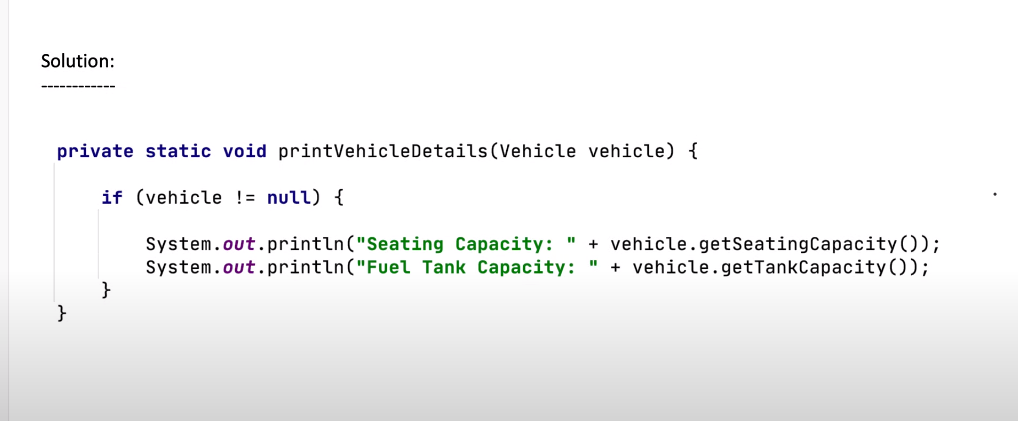 Solution:
------------
private static void printVehicleDetails(Vehicle vehicle) {
if (vehicle != null) {
System.out.println("Seating Capacity: " + vehicle.getSeatingCapacity());
System.out.println("Fuel Tank Capacity: " + vehicle.getTankCapacity());
}
}